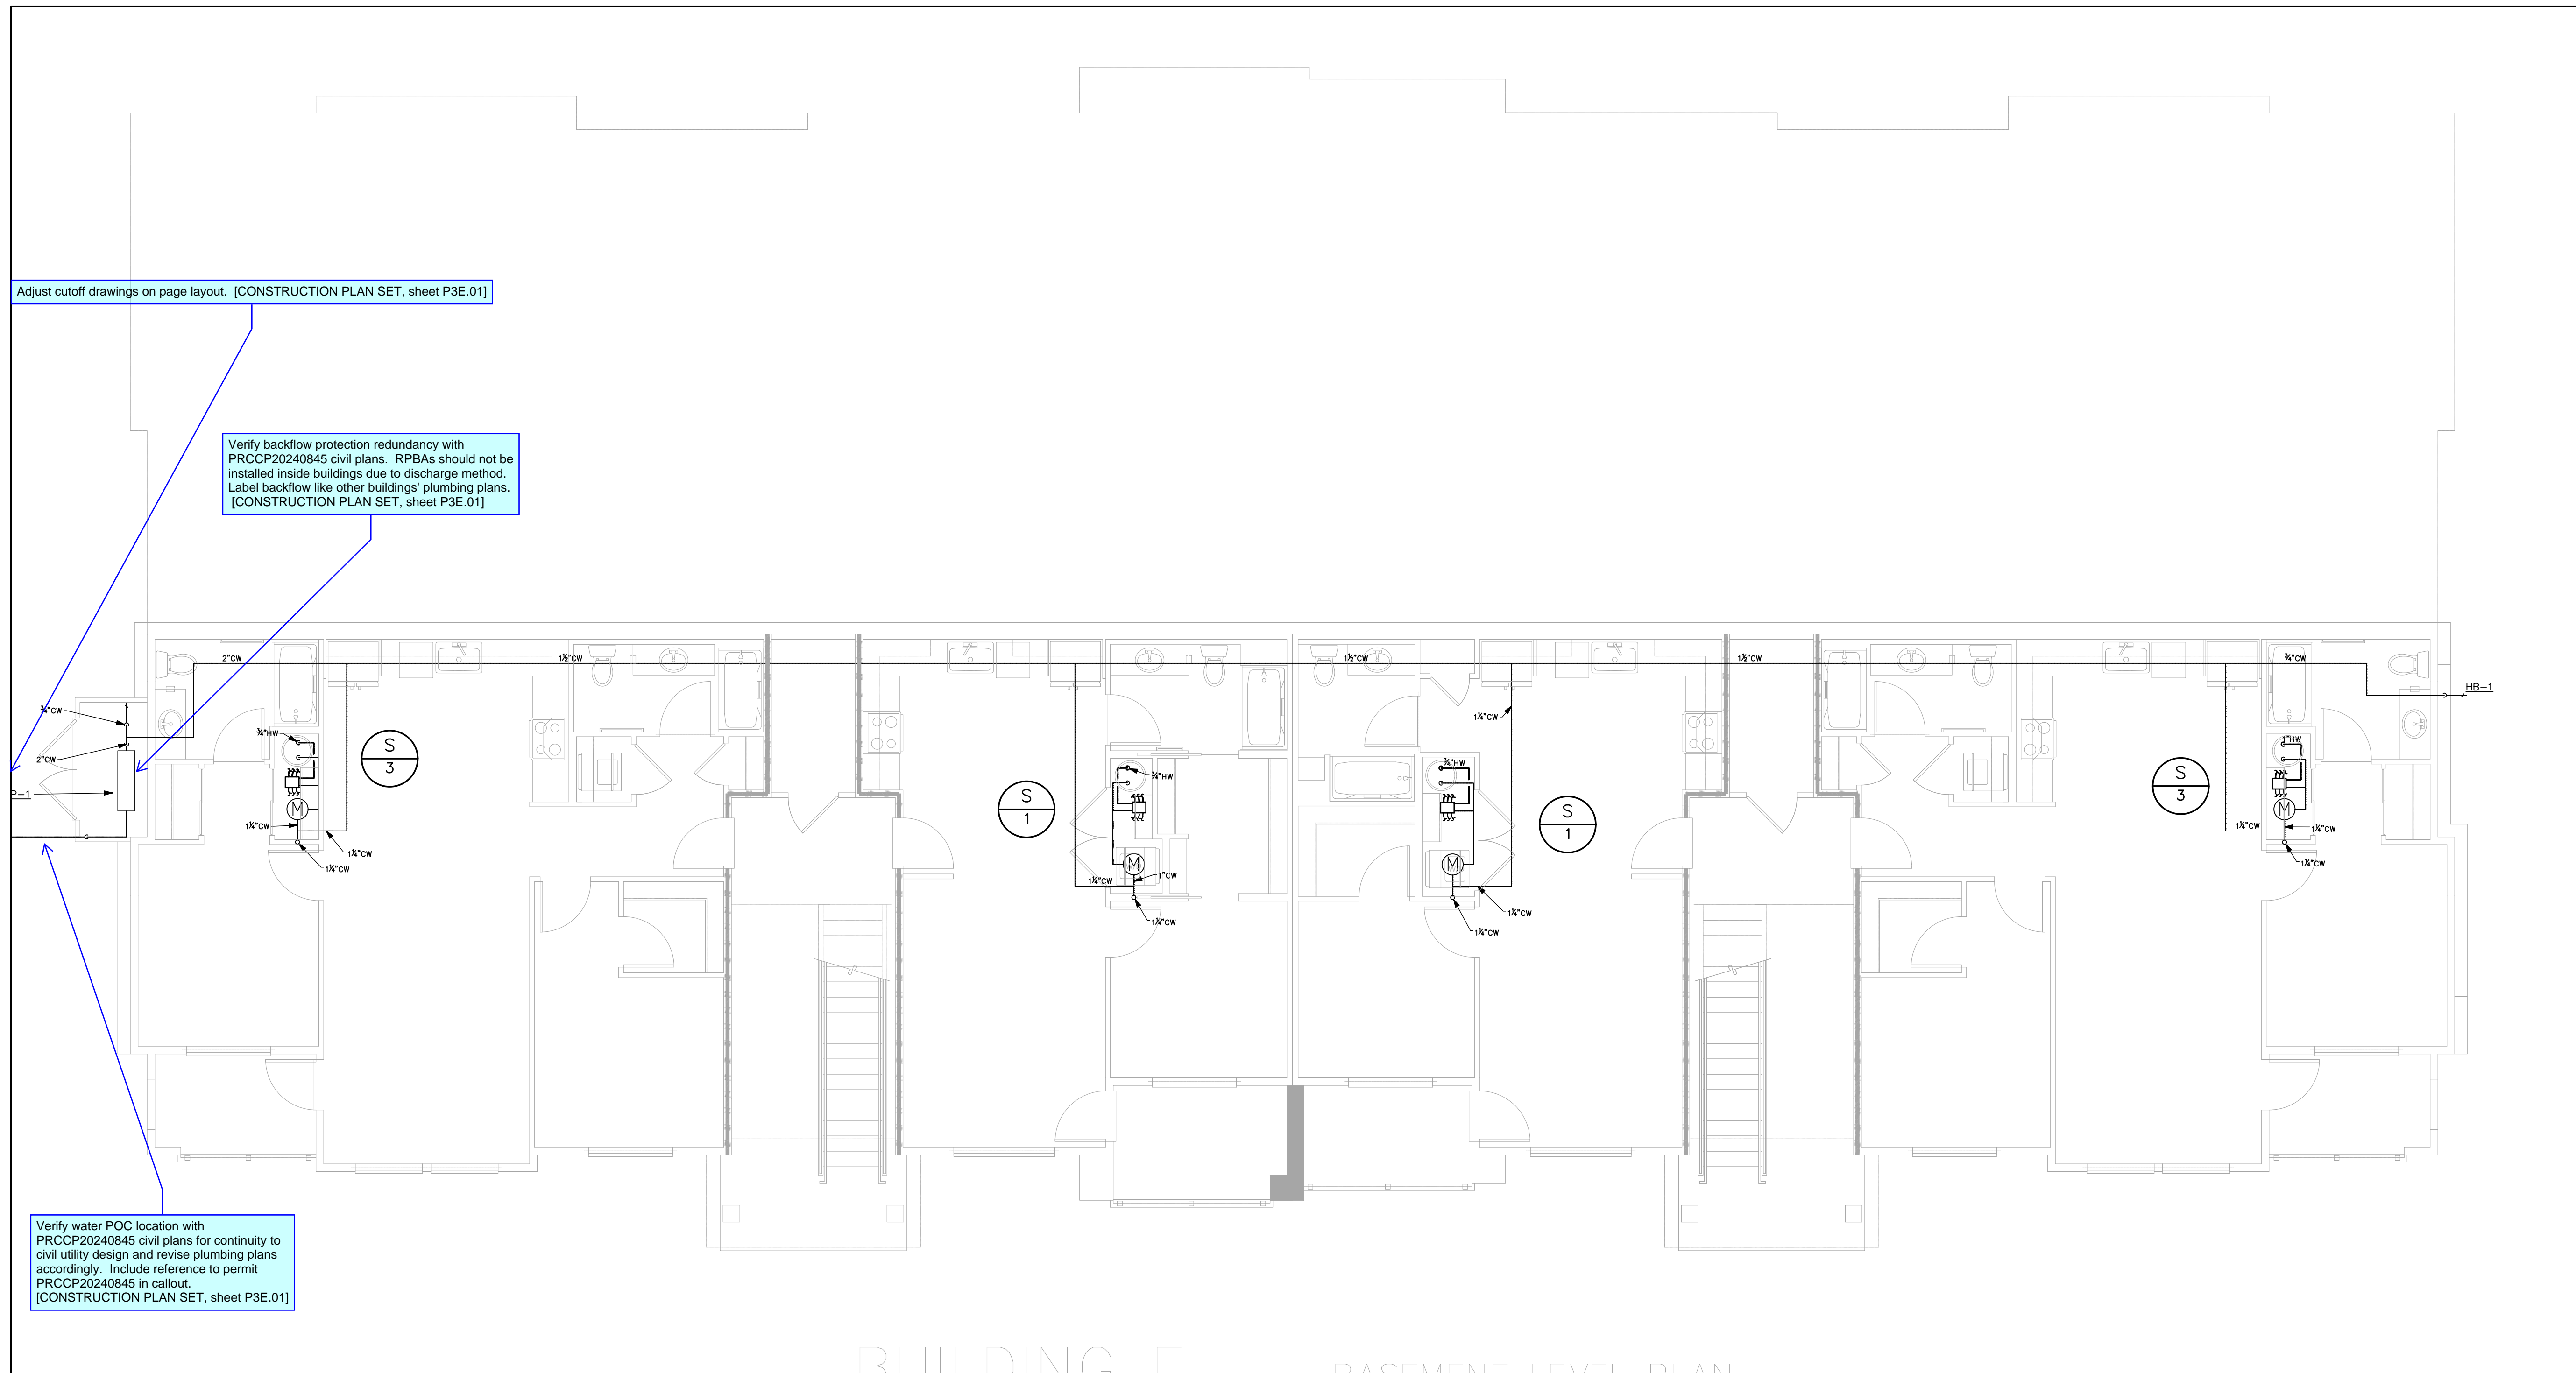 Adjust cutoff drawings on page layout.  [CONSTRUCTION PLAN SET, sheet P3E.01]
Verify backflow protection redundancy with
PRCCP20240845 civil plans.  RPBAs should not be
installed inside buildings due to discharge method.
Label backflow like other buildings' plumbing plans.
[CONSTRUCTION PLAN SET, sheet P3E.01]
2"CW
1½"CW
1½"CW
1½"CW
¾"CW
HB-1
¾"CW
2"CW
P-1
¾"HW
S
3
M
1¼"CW
1¼"CW
1¼"CW
S
1
¾"HW
M
1¼"CW
1"CW
1¼"CW
1¼"CW
¾"HW
S
1
M
1¼"CW
1¼"CW
S
3
1"HW
M
1¼"CW
1¼"CW
1¼"CW
Verify water POC location with
PRCCP20240845 civil plans for continuity to
civil utility design and revise plumbing plans
accordingly.  Include reference to permit
PRCCP20240845 in callout.
[CONSTRUCTION PLAN SET, sheet P3E.01]
BUILDING
BASEMENT LEVEL PLAN